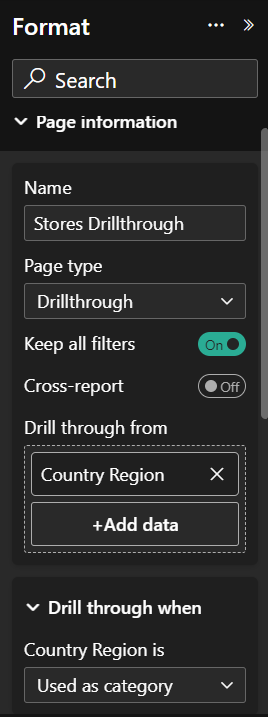 Format
Search
Page information
Name
Stores Drillthrough
Page type
Drillthrough
Keep all filters
On
Cross-report
Off
Drill through from
Country Region
+Add data
Drill through when
Country Region is
Used as category